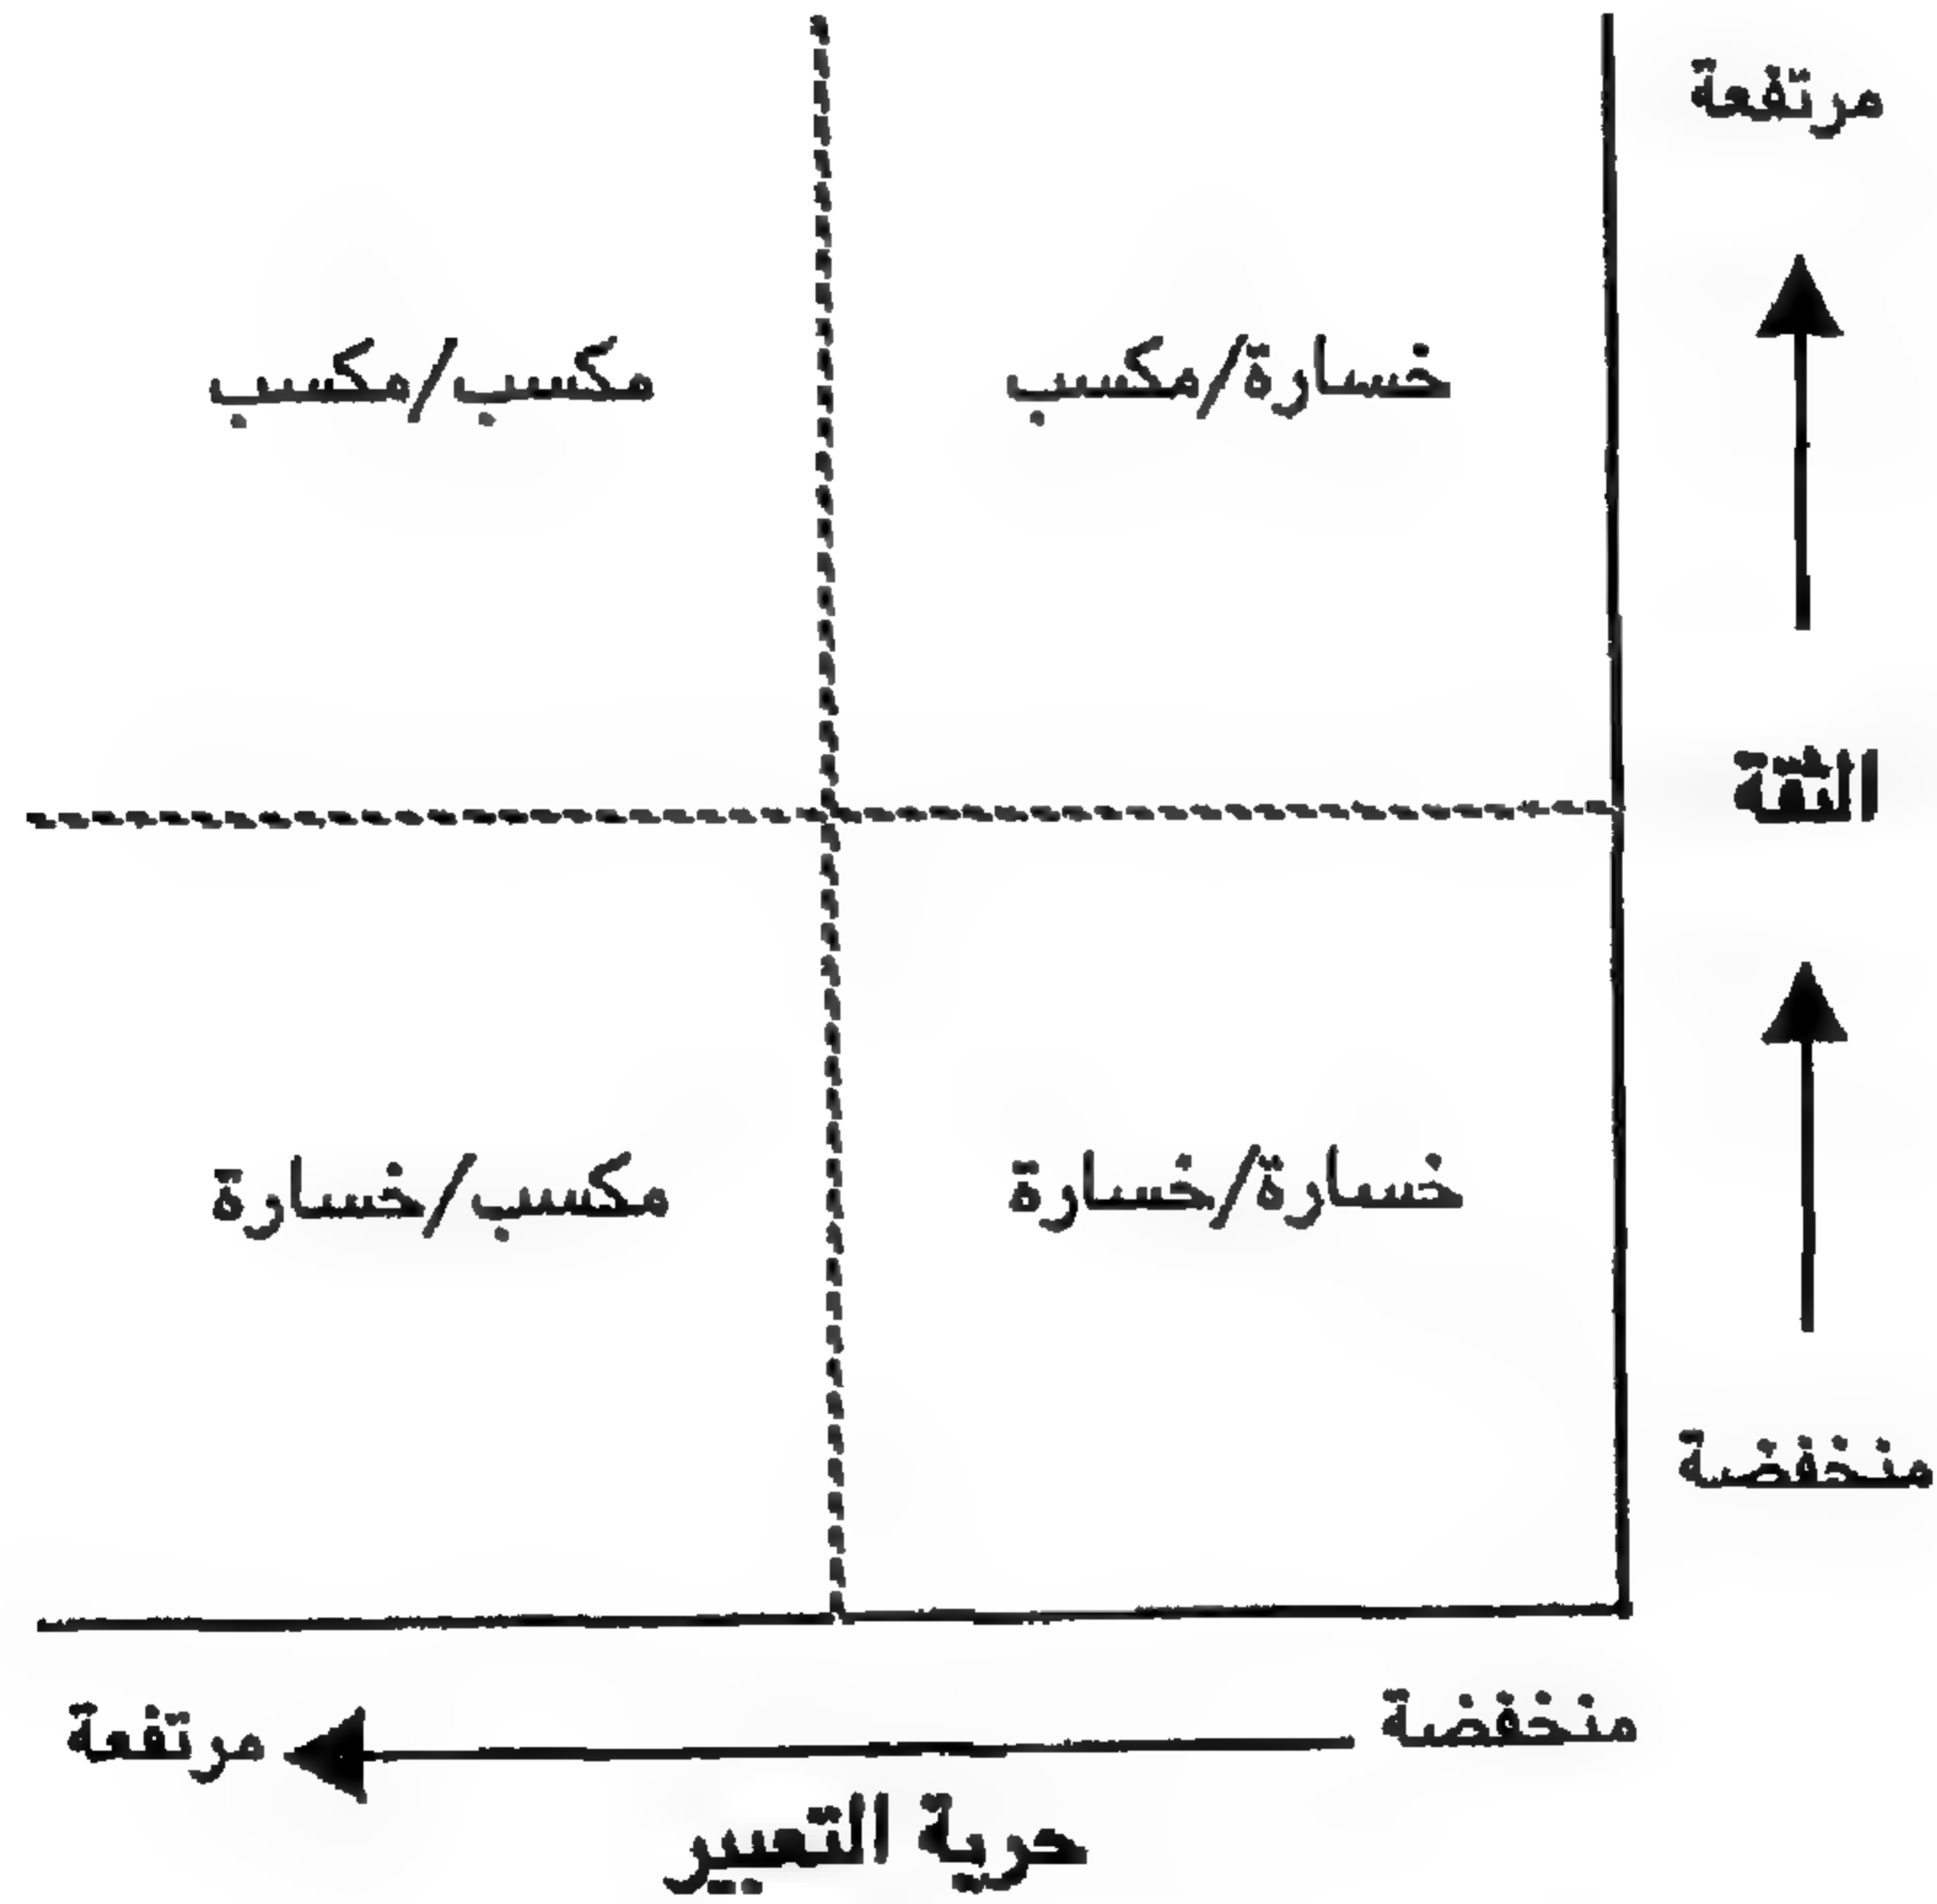 مرتفعة
خسارة/مكسب
مكسب/مكسب
الثقة
خسارة/خسارة
مكسب/خسارة
منخفضة
منخفضة
مرتفعة
حرية التعبير